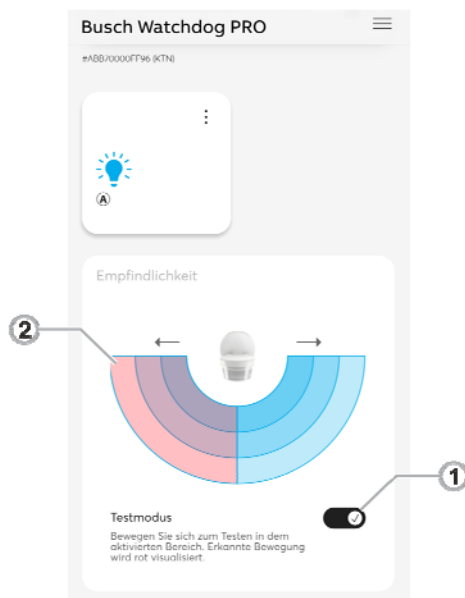 Busch Watchdog PRO
#ABB70000FF96 (KTN)
A
Empfindlichkeit
2
1
Testmodus
Bewegen Sie sich zum Testen in dem
aktivierten Bereich. Erkannte Bewegung
wird rot visualisiert.